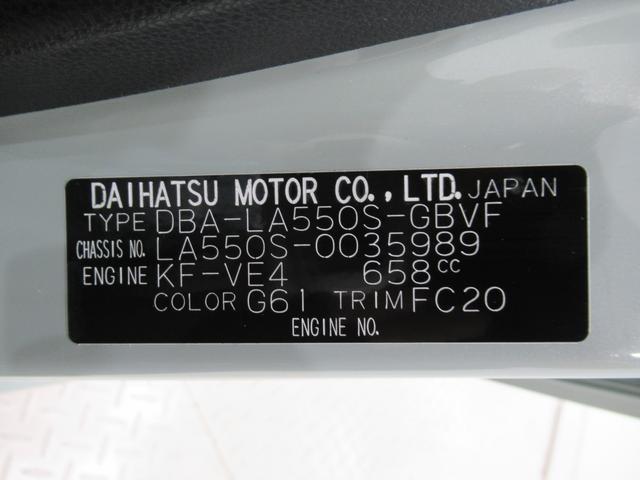 DAIHATSU MOTOR CO., LTD. JAPAN
TYPE DBA-LA550S-GBVF
CHASSIS NO. LA550S-0035989
ENGINE KF-VE4 658cc
COLOR G61 TRIM FC20
ENGINE NO.